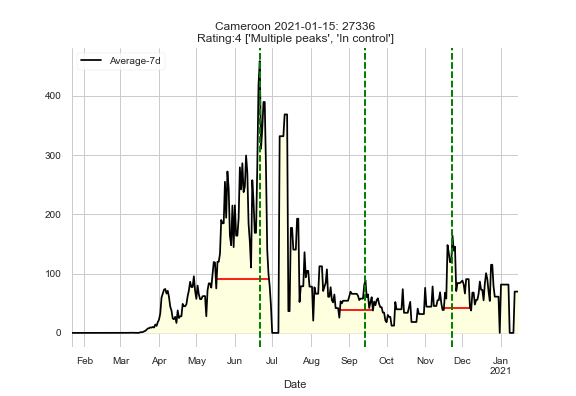 Cameroon 2021-01-15: 27336
Rating:4 ['Multiple peaks', 'In control']
Average-7d
400
300
200
100
0
Feb Mar Apr May Jun Jul Aug Sep Oct Nov Dec Jan
2021
Date